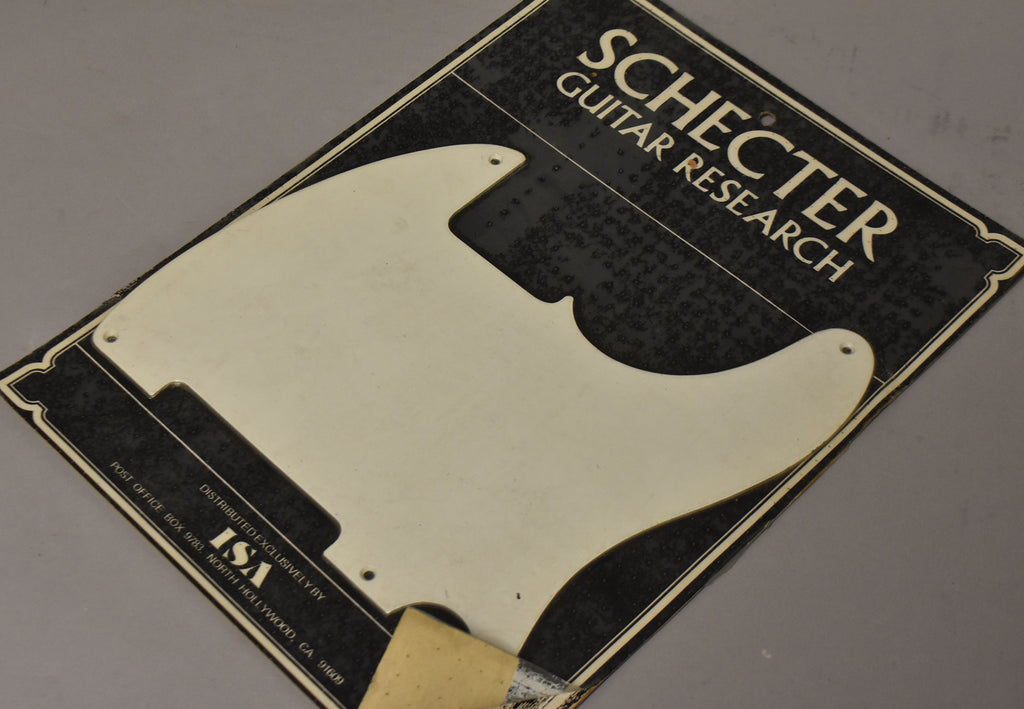 SCHECTER
GUITAR RESEARCH
DISTRIBUTED EXCLUSIVELY BY
ISA
POST OFFICE BOX 9783, NORTH HOLLYWOOD, CA 91609